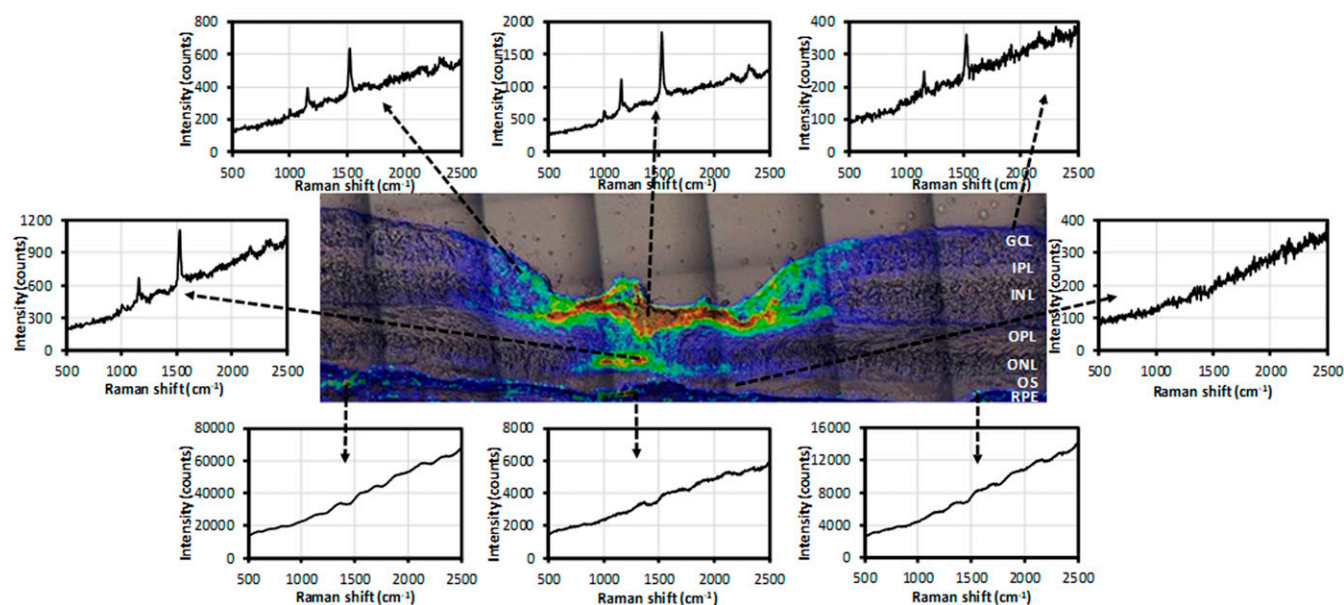 800
600
400
200
0
500 1000 1500 2000 2500
Intensity (counts)
Raman shift (cm⁻¹)
2000
1500
1000
500
0
500 1000 1500 2000 2500
Intensity (counts)
Raman shift (cm⁻¹)
400
300
200
100
0
500 1000 1500 2000 2500
Intensity (counts)
Raman shift (cm⁻¹)
1200
900
600
300
0
500 1000 1500 2000 2500
Intensity (counts)
Raman shift (cm⁻¹)
GCL
IPL
INL
OPL
ONL
OS
RPE
400
300
200
100
0
500 1000 1500 2000 2500
Intensity (counts)
Raman shift (cm⁻¹)
80000
60000
40000
20000
0
500 1000 1500 2000 2500
Intensity (counts)
Raman shift (cm⁻¹)
8000
6000
4000
2000
0
500 1000 1500 2000 2500
Intensity (counts)
Raman shift (cm⁻¹)
16000
12000
8000
4000
0
500 1000 1500 2000 2500
Intensity (counts)
Raman shift (cm⁻¹)